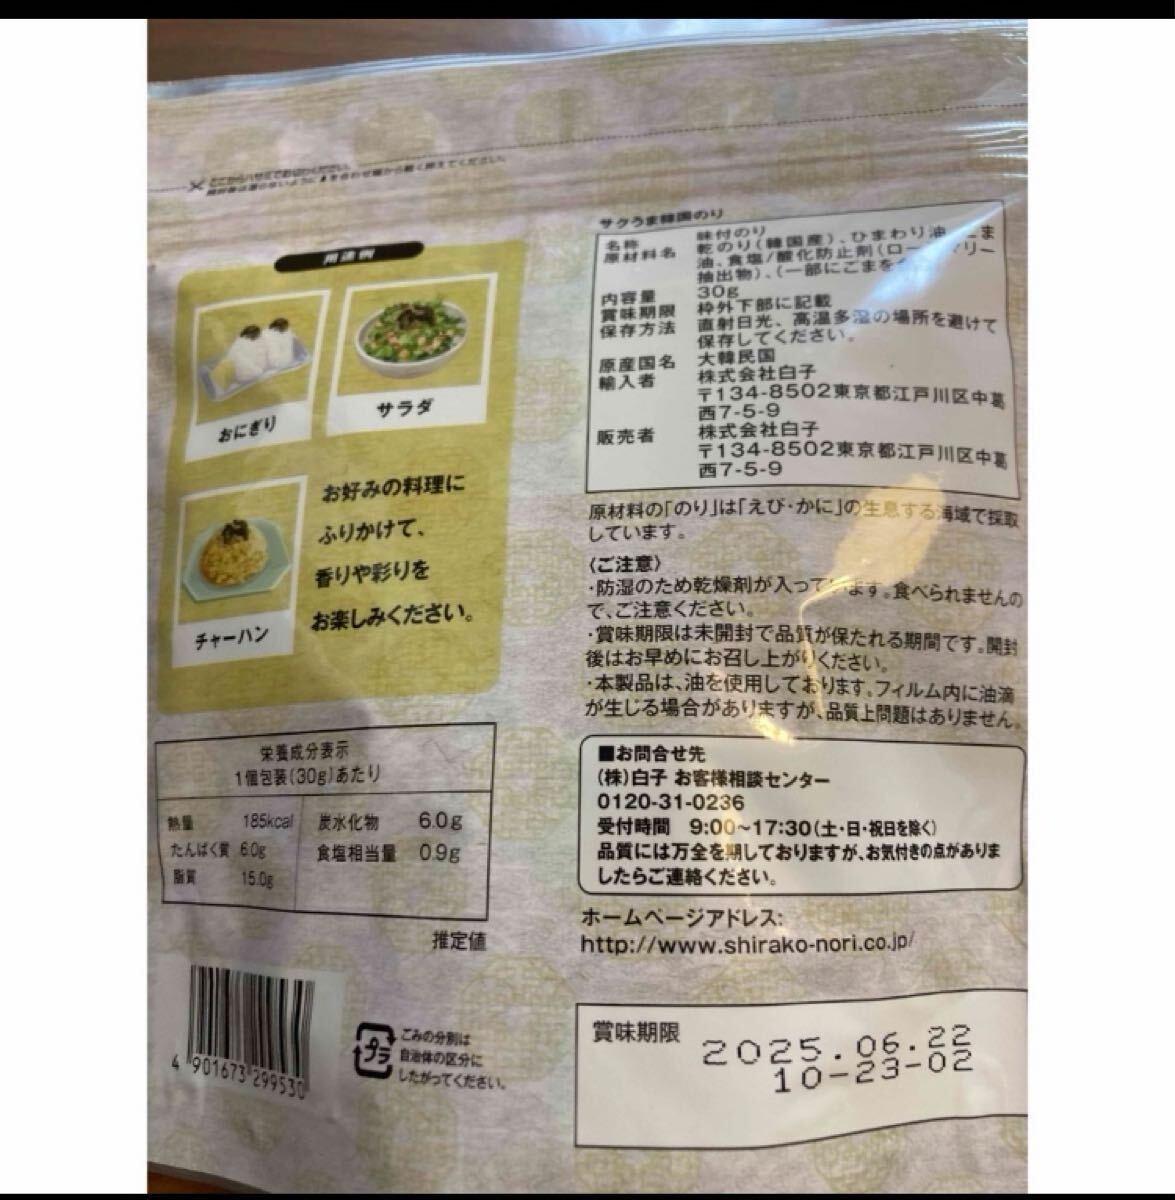 ここからハサミでお切りください。
用途例
おにぎり
サラダ
チャーハン
お好みの料理に
ふりかけて、
香りや彩りを
お楽しみください。
サクうま韓国のり
名称 味付のり
原材料名 乾のり(韓国産)、ひまわり油、ごま
油、食塩/酸化防止剤(ローズマリー
抽出物)、(一部にごまを
内容量 30g
賞味期限 枠外下部に記載
保存方法 直射日光、高温多湿の場所を避けて
保存してください。
原産国名 大韓民国
輸入者 株式会社白子
〒134-8502東京都江戸川区中葛
西7-5-9
販売者 株式会社白子
〒134-8502東京都江戸川区中葛
西7-5-9
原材料の「のり」は「えび・かに」の生息する海域で採取
しています。
〈ご注意〉
・防湿のため乾燥剤が入っています。食べられませんの
で、ご注意ください。
・賞味期限は未開封で品質が保たれる期間です。開封
後はお早めにお召し上がりください。
・本製品は、油を使用しております。フィルム内に油滴
が生じる場合がありますが、品質上問題はありません。
栄養成分表示
1個包装(30g)あたり
熱量 185kcal 炭水化物 6.0g
たんぱく質 6.0g 食塩相当量 0.9g
脂質 15.0g
推定値
■お問合せ先
(株)白子 お客様相談センター
0120-31-0236
受付時間 9:00~17:30(土・日・祝日を除く)
品質には万全を期しておりますが、お気付きの点がありま
したらご連絡ください。
ホームページアドレス:
http://www.shirako-nori.co.jp/
4 901673 299530
プラ
ごみの分別は
自治体の区分に
したがってください。
賞味期限 2025.06.22
10-23-02